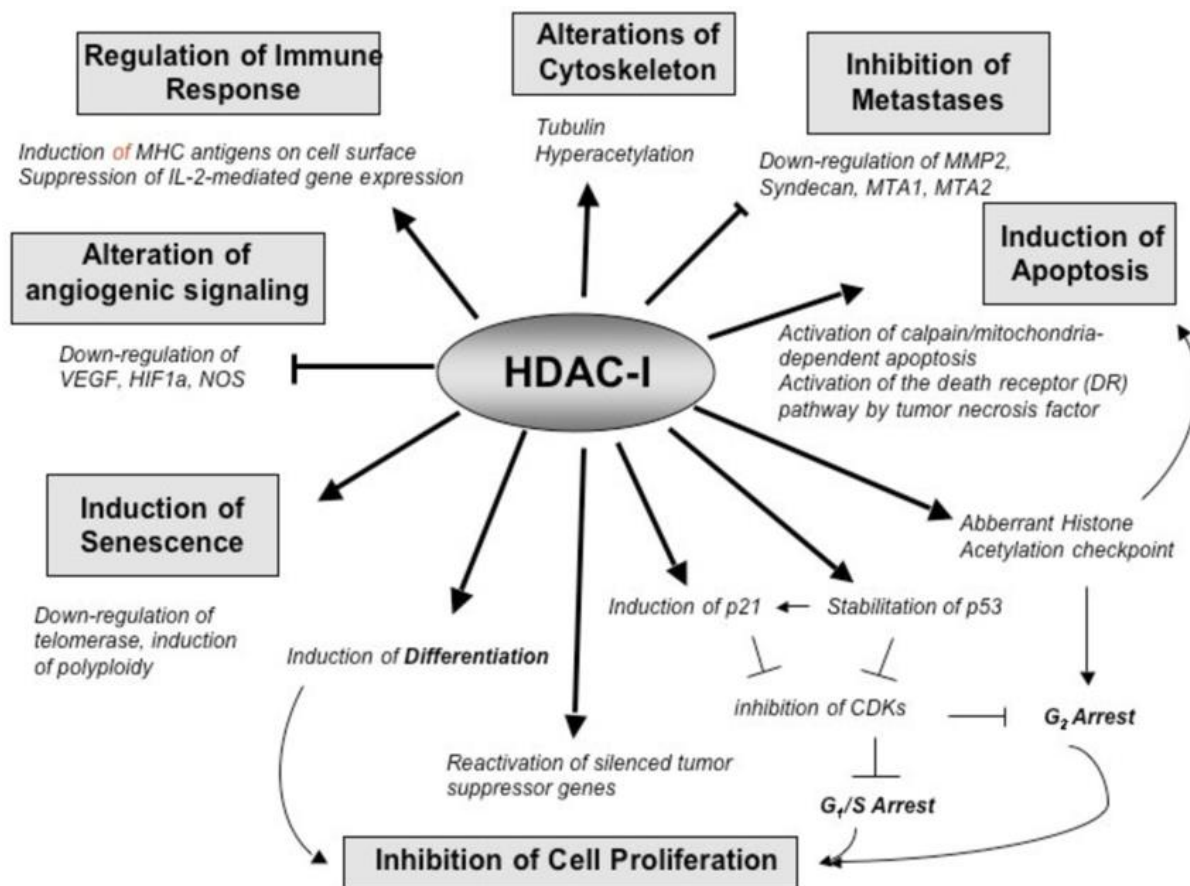 Regulation of Immune
Response
Induction of MHC antigens on cell surface
Suppression of IL-2-mediated gene expression
Alterations of
Cytoskeleton
Tubulin
Hyperacetylation
Inhibition of
Metastases
Down-regulation of MMP2,
Syndecan, MTA1, MTA2
Alteration of
angiogenic signaling
Down-regulation of
VEGF, HIF1a, NOS
HDAC-I
Induction of
Apoptosis
Activation of calpain/mitochondria-
dependent apoptosis
Activation of the death receptor (DR)
pathway by tumor necrosis factor
Induction of
Senescence
Down-regulation of
telomerase, induction
of polyploidy
Abberrant Histone
Acetylation checkpoint
Induction of p21
Stabilitation of p53
Induction of Differentiation
inhibition of CDKs
G₂ Arrest
Reactivation of silenced tumor
suppressor genes
G₁/S Arrest
Inhibition of Cell Proliferation